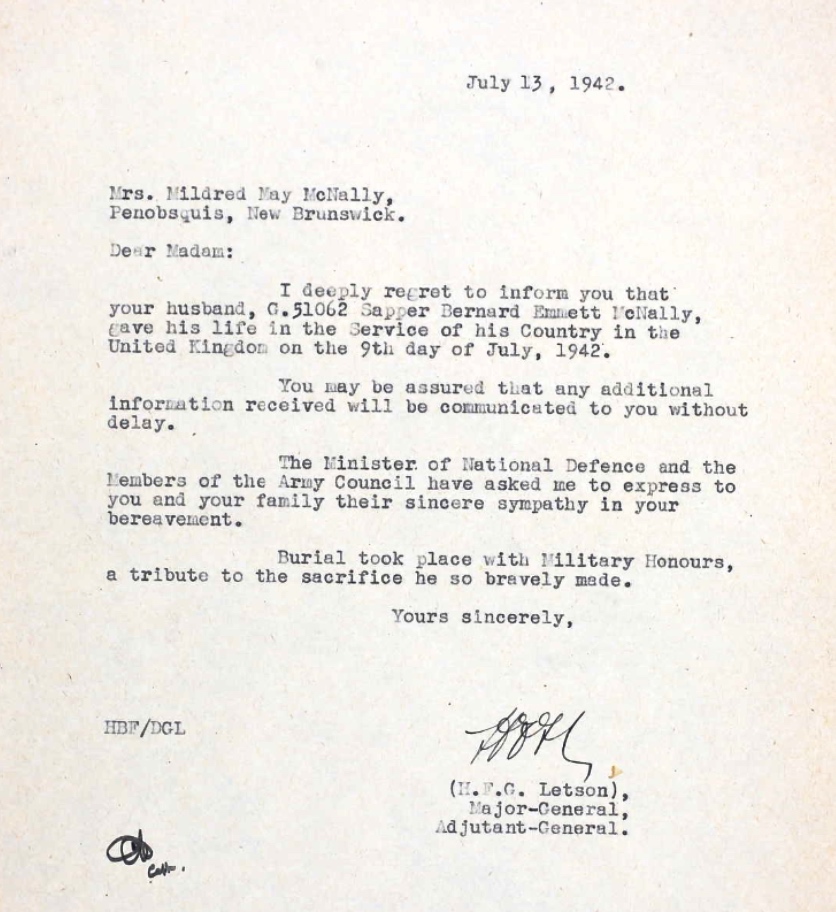 July 13, 1942.
Mrs. Mildred May McNally,
Penobsquis, New Brunswick.
Dear Madam:
I deeply regret to inform you that
your husband, G.51062 Sapper Bernard Emmett McNally,
gave his life in the Service of his Country in the
United Kingdom on the 9th day of July, 1942.
You may be assured that any additional
information received will be communicated to you without
delay.
The Minister of National Defence and the
Members of the Army Council have asked me to express to
you and your family their sincere sympathy in your
bereavement.
Burial took place with Military Honours,
a tribute to the sacrifice he so bravely made.
Yours sincerely,
HBF/DGL
(H.F.G. Letson),
Major-General,
Adjutant-General.